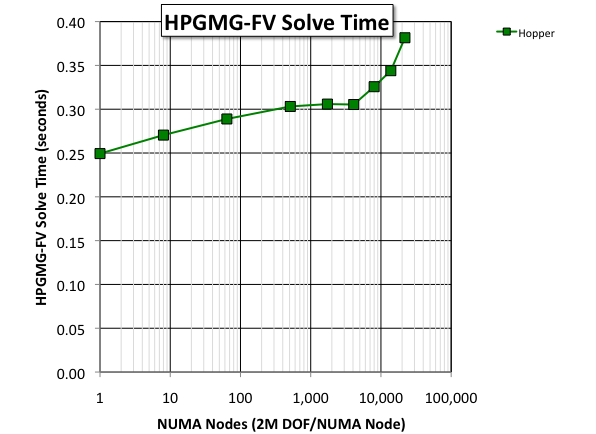 HPGMG-FV Solve Time
HPGMG-FV Solve Time (seconds)
0.40
0.35
0.30
0.25
0.20
0.15
0.10
0.05
0.00
1 10 100 1,000 10,000 100,000
NUMA Nodes (2M DOF/NUMA Node)
Hopper